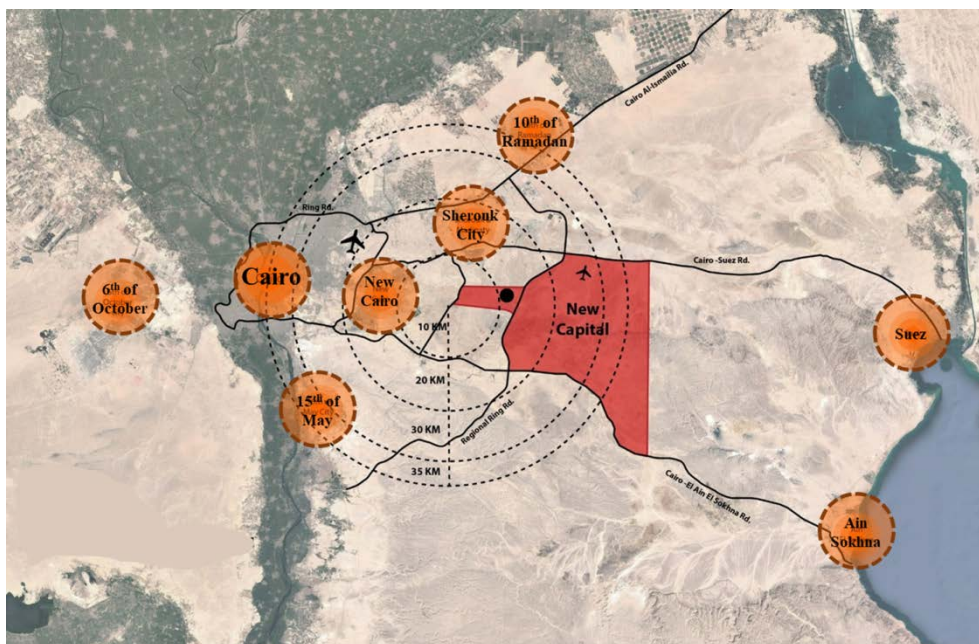 Cairo Al-Ismailia Rd.
10th of
Ramadan
Ring Rd.
Sherouk
City
Cairo
New
Cairo
6th of
October
Cairo -Suez Rd.
New
Capital
Suez
10 KM
20 KM
15th of
May
30 KM
35 KM
Regional Ring Rd.
Cairo -El Ain El Sokhna Rd.
Ain
Sokhna